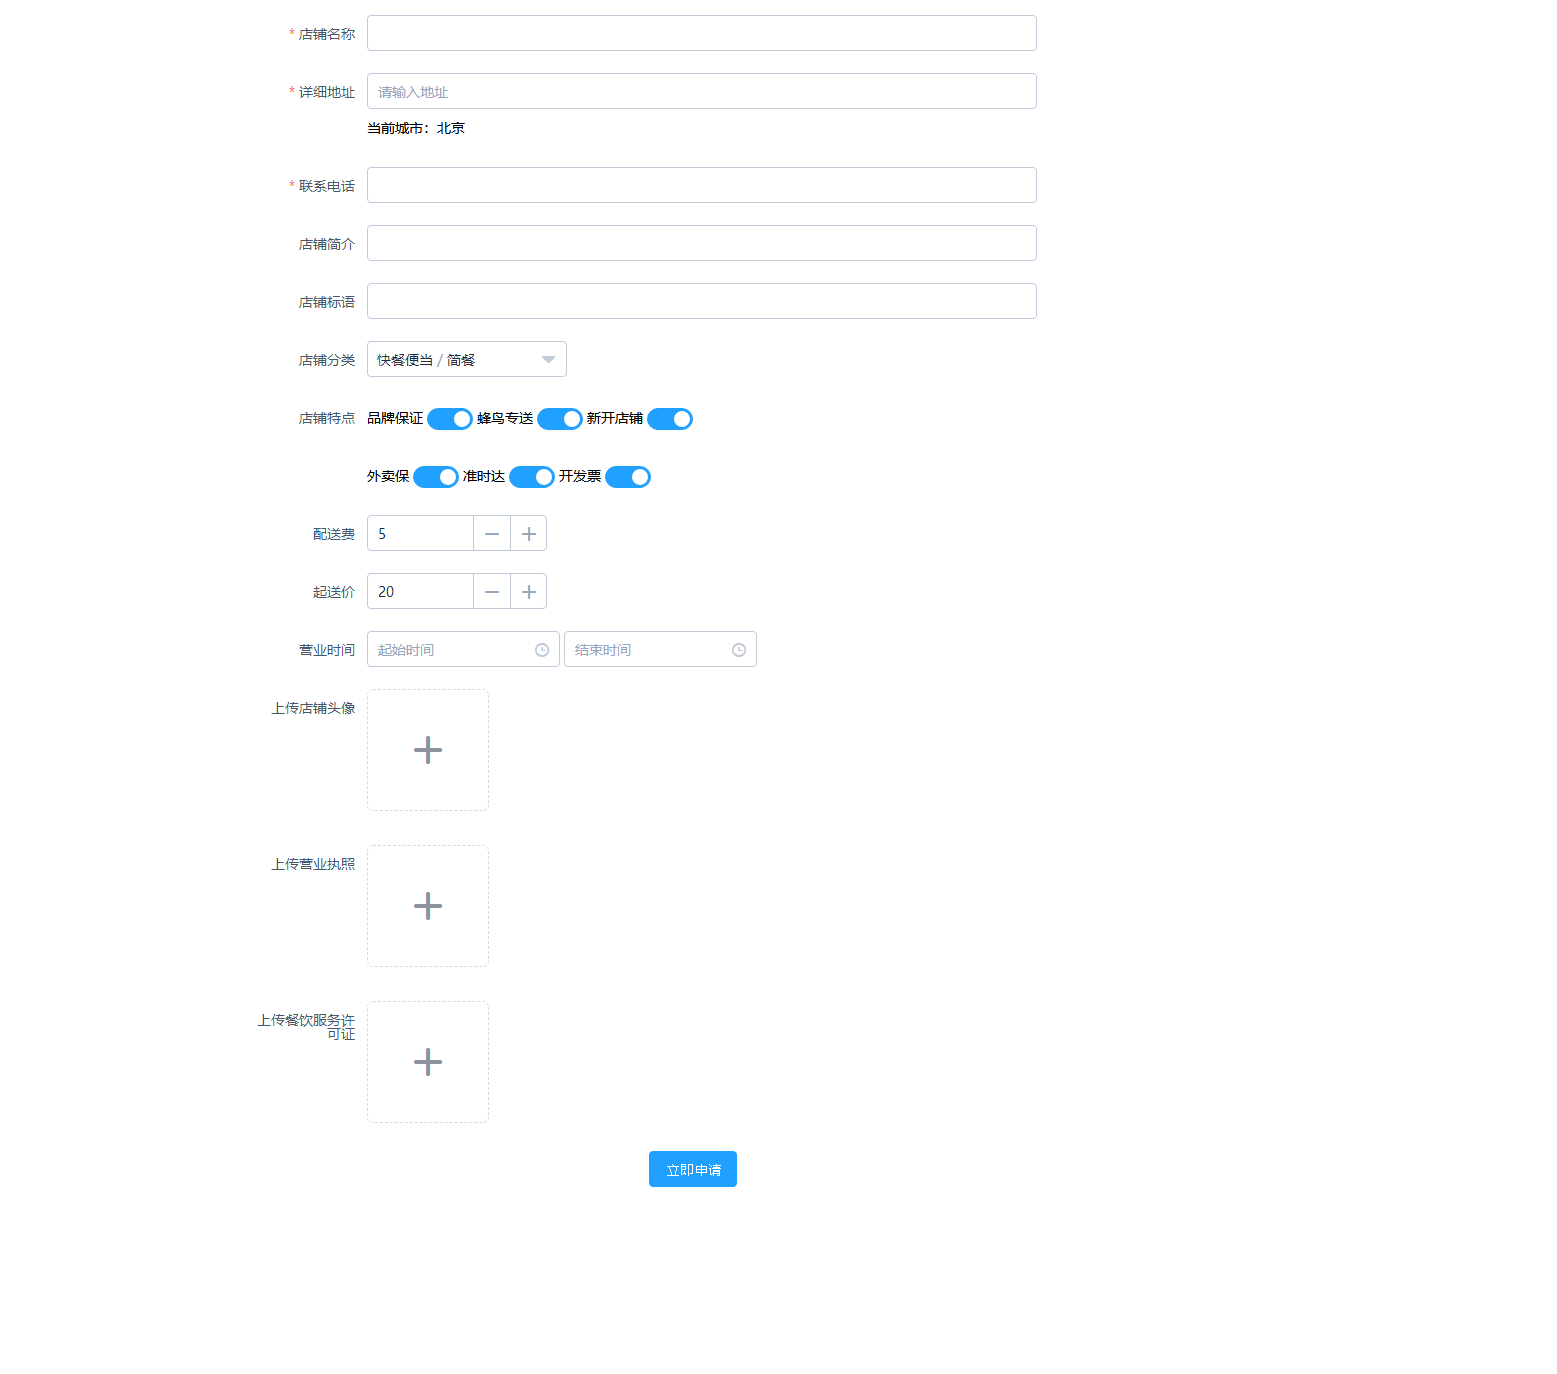 * 店铺名称
* 详细地址 请输入地址
当前城市：北京
* 联系电话
店铺简介
店铺标语
店铺分类 快餐便当 / 简餐
店铺特点 品牌保证 蜂鸟专送 新开店铺
外卖保 准时达 开发票
配送费 5
起送价 20
营业时间 起始时间 结束时间
上传店铺头像
上传营业执照
上传餐饮服务许
可证
立即申请